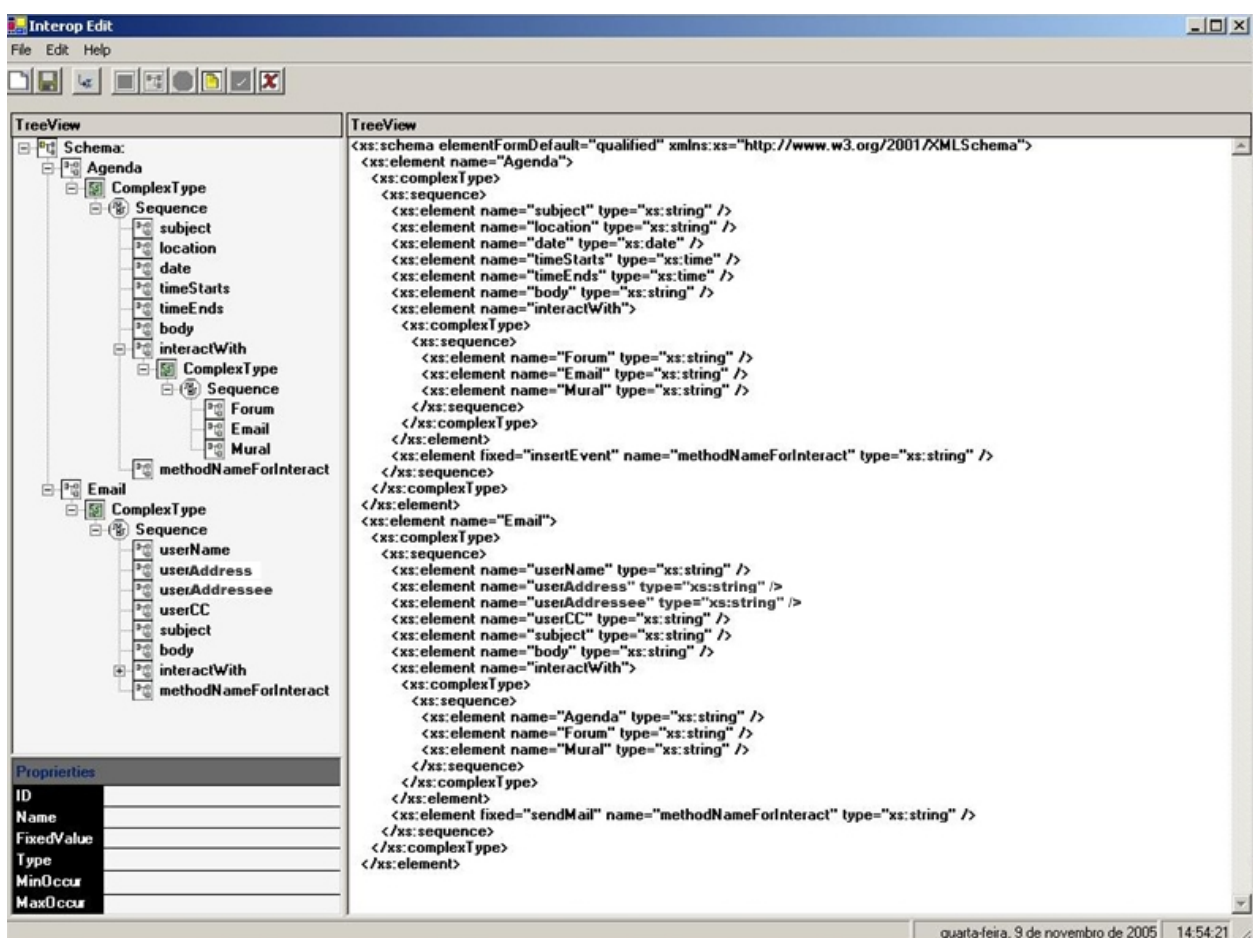 Interop Edit
File Edit Help
TreeView
Schema:
Agenda
ComplexType
Sequence
subject
location
date
timeStarts
timeEnds
body
interactWith
ComplexType
Sequence
Forum
Email
Mural
methodNameForInteract
Email
ComplexType
Sequence
userName
userAddress
userAddressee
userCC
subject
body
interactWith
methodNameForInteract
Proprierties
ID
Name
FixedValue
Type
MinOccur
MaxOccur
TreeView
<xs:schema elementFormDefault="qualified" xmlns:xs="http://www.w3.org/2001/XMLSchema">
<xs:element name="Agenda">
<xs:complexType>
<xs:sequence>
<xs:element name="subject" type="xs:string" />
<xs:element name="location" type="xs:string" />
<xs:element name="date" type="xs:date" />
<xs:element name="timeStarts" type="xs:time" />
<xs:element name="timeEnds" type="xs:time" />
<xs:element name="body" type="xs:string" />
<xs:element name="interactWith">
<xs:complexType>
<xs:sequence>
<xs:element name="Forum" type="xs:string" />
<xs:element name="Email" type="xs:string" />
<xs:element name="Mural" type="xs:string" />
</xs:sequence>
</xs:complexType>
</xs:element>
<xs:element fixed="insertEvent" name="methodNameForInteract" type="xs:string" />
</xs:sequence>
</xs:complexType>
</xs:element>
<xs:element name="Email">
<xs:complexType>
<xs:sequence>
<xs:element name="userName" type="xs:string" />
<xs:element name="userAddress" type="xs:string" />
<xs:element name="userAddressee" type="xs:string" />
<xs:element name="userCC" type="xs:string" />
<xs:element name="subject" type="xs:string" />
<xs:element name="body" type="xs:string" />
<xs:element name="interactWith">
<xs:complexType>
<xs:sequence>
<xs:element name="Agenda" type="xs:string" />
<xs:element name="Forum" type="xs:string" />
<xs:element name="Mural" type="xs:string" />
</xs:sequence>
</xs:complexType>
</xs:element>
<xs:element fixed="sendMail" name="methodNameForInteract" type="xs:string" />
</xs:sequence>
</xs:complexType>
</xs:element>
quarta-feira, 9 de novembro de 2005 14:54:21